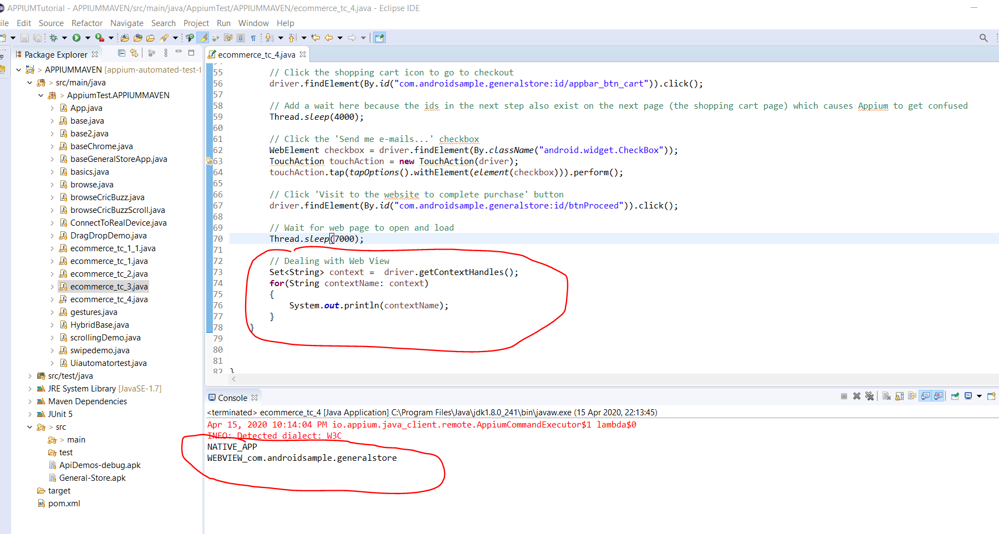 APPIUMTutorial - APPIUMMAVEN/src/main/java/AppiumTest/APPIUMMAVEN/ecommerce_tc_4.java - Eclipse IDE
ile Edit Source Refactor Navigate Search Project Run Window Help
Package Explorer
> APPIUMMAVEN [appium-automated-test-f
> src/main/java
> AppiumTest.APPIUMMAVEN
App.java
base.java
base2.java
baseChrome.java
baseGeneralStoreApp.java
basics.java
browse.java
browseCricBuzz.java
browseCricBuzzScroll.java
ConnectToRealDevice.java
DragDropDemo.java
ecommerce_tc_1_1.java
ecommerce_tc_1.java
ecommerce_tc_2.java
ecommerce_tc_3.java
ecommerce_tc_4.java
gestures.java
HybridBase.java
scrollingDemo.java
swipedemo.java
Uiautomatortest.java
src/test/java
JRE System Library [JavaSE-1.7]
Maven Dependencies
JUnit 5
> src
> main
test
ApiDemos-debug.apk
General-Store.apk
target
pom.xml
ecommerce_tc_4.java
54
55 // Click the shopping cart icon to go to checkout
56 driver.findElement(By.id("com.androidsample.generalstore:id/appbar_btn_cart")).click();
57
58 // Add a wait here because the ids in the next step also exist on the next page (the shopping cart page) which causes Appium to get confused
59 Thread.sleep(4000);
60
61 // Click the 'Send me e-mails...' checkbox
62 WebElement checkbox = driver.findElement(By.className("android.widget.CheckBox"));
63 TouchAction touchAction = new TouchAction(driver);
64 touchAction.tap(tapOptions().withElement(element(checkbox))).perform();
65
66 // Click 'Visit to the website to complete purchase' button
67 driver.findElement(By.id("com.androidsample.generalstore:id/btnProceed")).click();
68
69 // Wait for web page to open and load
70 Thread.sleep(7000);
71
72 // Dealing with Web View
73 Set<String> context =  driver.getContextHandles();
74 for(String contextName: context)
75 {
76 System.out.println(contextName);
77 }
78 }
79
80
81
82 }
Console
<terminated> ecommerce_tc_4 [Java Application] C:\Program Files\Java\jdk1.8.0_241\bin\javaw.exe (15 Apr 2020, 22:13:45)
Apr 15, 2020 10:14:04 PM io.appium.java_client.remote.AppiumCommandExecutor$1 lambda$0
INFO: Detected dialect: W3C
NATIVE_APP
WEBVIEW_com.androidsample.generalstore